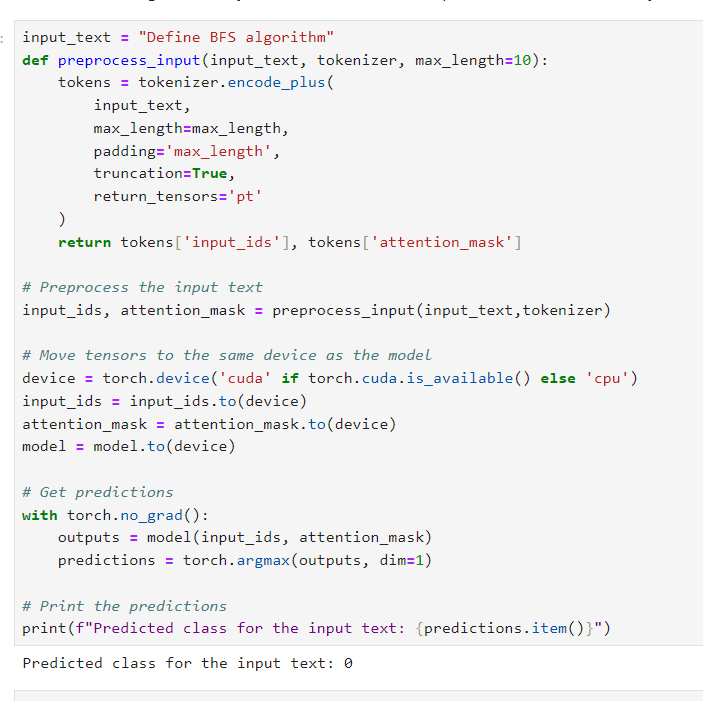 input_text = "Define BFS algorithm"
def preprocess_input(input_text, tokenizer, max_length=10):
    tokens = tokenizer.encode_plus(
        input_text,
        max_length=max_length,
        padding='max_length',
        truncation=True,
        return_tensors='pt'
    )
    return tokens['input_ids'], tokens['attention_mask']

# Preprocess the input text
input_ids, attention_mask = preprocess_input(input_text,tokenizer)

# Move tensors to the same device as the model
device = torch.device('cuda' if torch.cuda.is_available() else 'cpu')
input_ids = input_ids.to(device)
attention_mask = attention_mask.to(device)
model = model.to(device)

# Get predictions
with torch.no_grad():
    outputs = model(input_ids, attention_mask)
    predictions = torch.argmax(outputs, dim=1)

# Print the predictions
print(f"Predicted class for the input text: {predictions.item()}")
Predicted class for the input text: 0